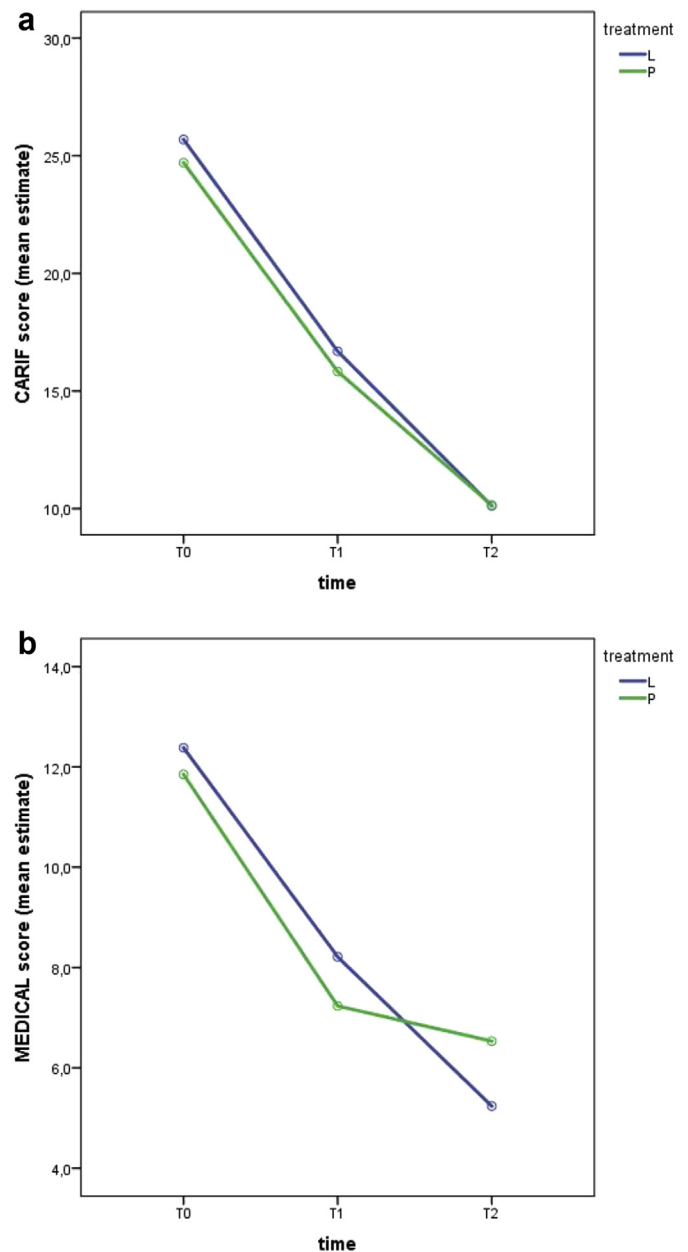 a
treatment
L
P
30,0
25,0
20,0
15,0
10,0
CARIF score (mean estimate)
T0 T1 T2
time
b
treatment
L
P
14,0
12,0
10,0
8,0
6,0
4,0
MEDICAL score (mean estimate)
T0 T1 T2
time